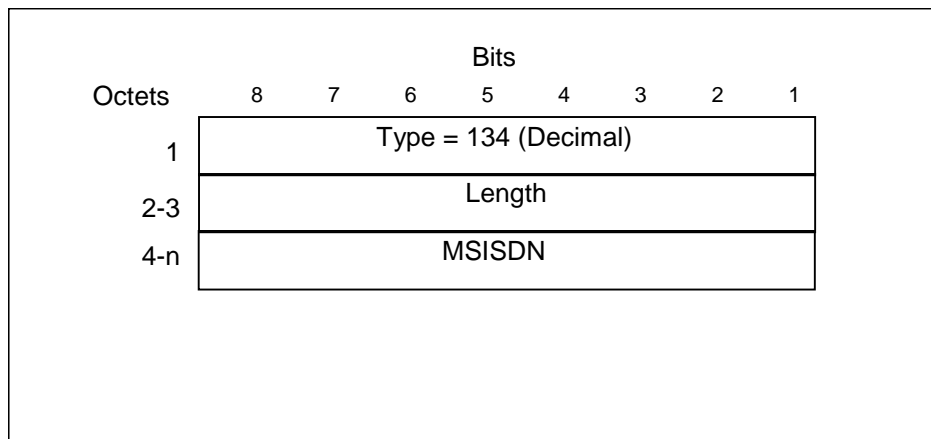 Bits
Octets 8 7 6 5 4 3 2 1
1 Type = 134 (Decimal)
2-3 Length
4-n MSISDN